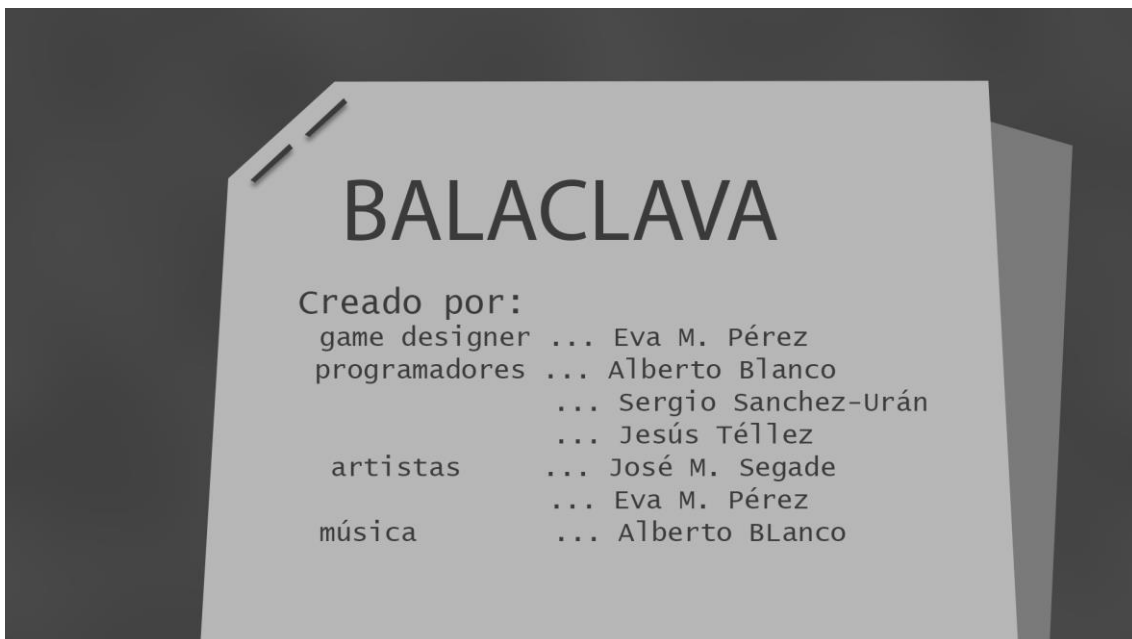 BALACLAVA
Creado por:
game designer ... Eva M. Pérez
programadores ... Alberto Blanco
... Sergio Sanchez-Urán
... Jesús Téllez
artistas ... José M. Segade
... Eva M. Pérez
música ... Alberto BLanco